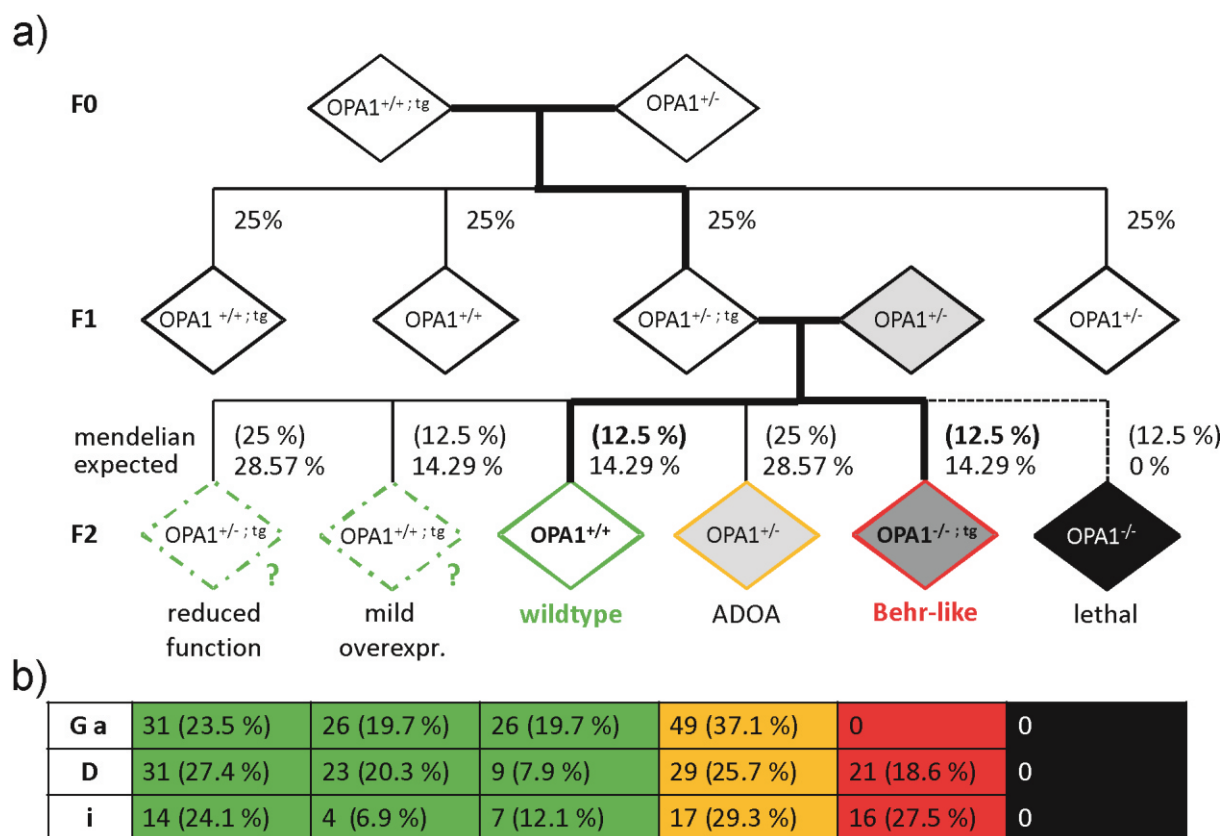 a)
F0
OPA1+/+ ; tg
OPA1+/-
25%
25%
25%
25%
F1
OPA1 +/+ ; tg
OPA1+/+
OPA1+/- ; tg
OPA1+/-
OPA1+/-
mendelian (25 %) (12.5 %) (12.5 %) (25 %) (12.5 %) (12.5 %)
expected 28.57 % 14.29 % 14.29 % 28.57 % 14.29 % 0 %
F2
OPA1+/- ; tg
?
OPA1+/+ ; tg
?
OPA1+/+
OPA1+/-
OPA1-/- ; tg
OPA1-/-
reduced function
mild overexpr.
wildtype
ADOA
Behr-like
lethal
b)
G a 31 (23.5 %) 26 (19.7 %) 26 (19.7 %) 49 (37.1 %) 0 0
D 31 (27.4 %) 23 (20.3 %) 9 (7.9 %) 29 (25.7 %) 21 (18.6 %) 0
i 14 (24.1 %) 4 (6.9 %) 7 (12.1 %) 17 (29.3 %) 16 (27.5 %) 0